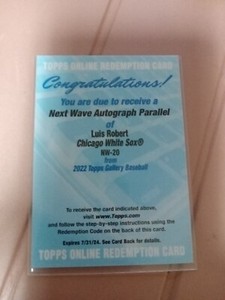 TOPPS ONLINE REDEMPTION CARD
Congratulations!
You are due to receive a
Next Wave Autograph Parallel
of
Luis Robert
Chicago White Sox®
NW-20
from
2022 Topps Gallery Baseball
To receive the card indicated above,
visit www.Topps.com
and follow the step-by-step instructions using the
Redemption Code on the back of this card.
Expires 7/31/24. See Card Back for details.
TOPPS ONLINE REDEMPTION CARD